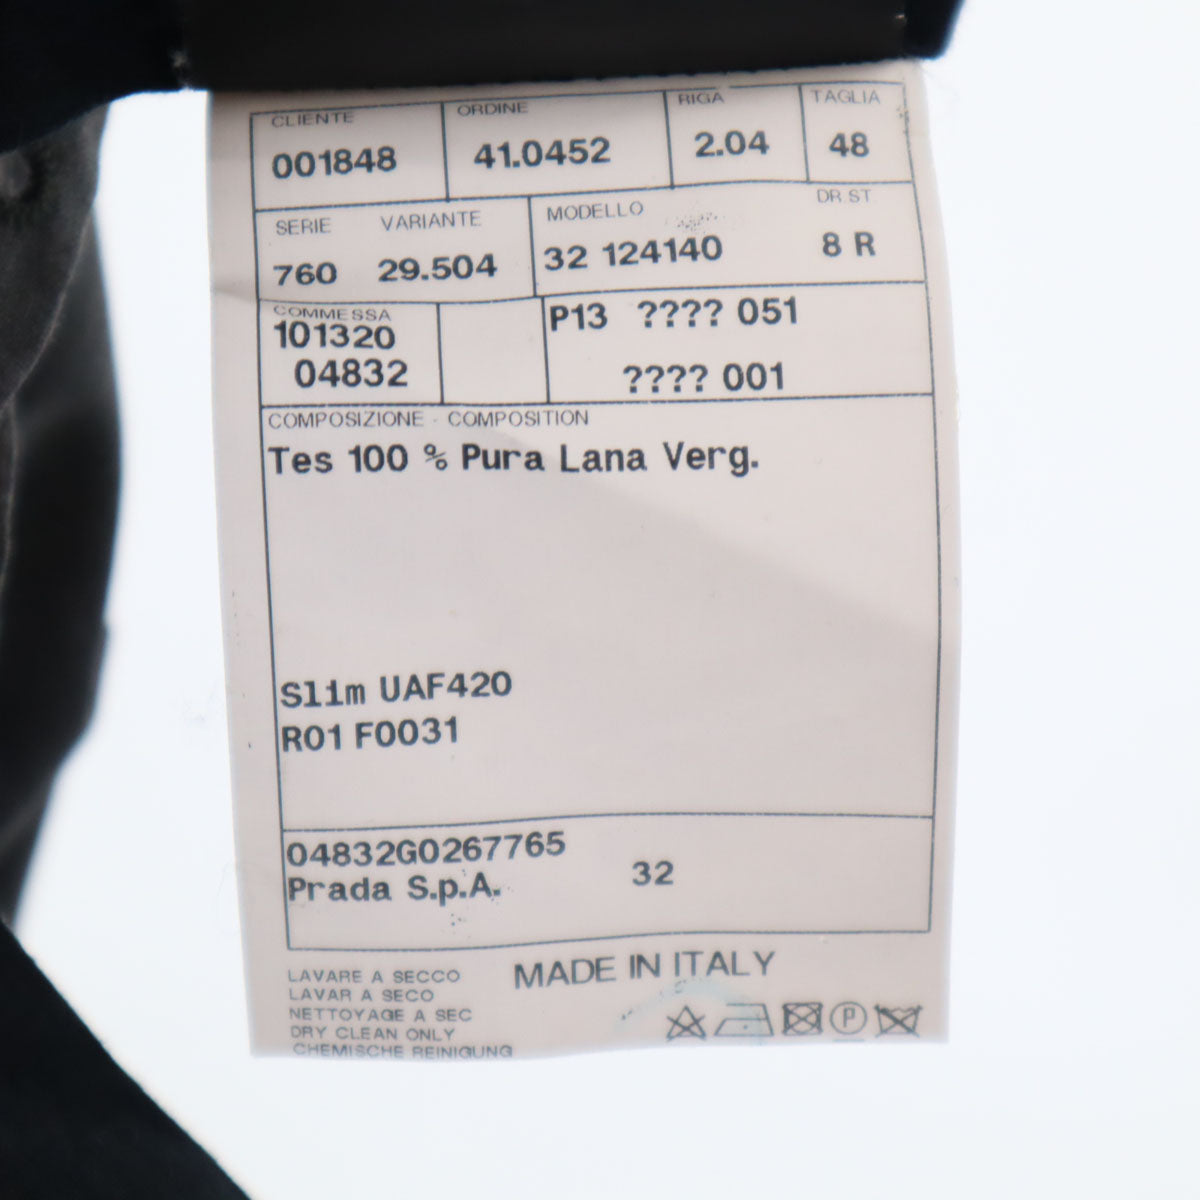 CLIENTE ORDINE RIGA TAGLIA
001848 41.0452 2.04 48
SERIE VARIANTE MODELLO DR ST
760 29.504 32 124140 8 R
COMMESSA
101320 P13 ???? 051
04832 ???? 001
COMPOSIZIONE - COMPOSITION
Tes 100 % Pura Lana Verg.
Slim UAF420
R01 F0031
04832G0267765
Prada S.p.A. 32
MADE IN ITALY
LAVARE A SECCO
LAVAR A SECO
NETTOYAGE A SEC
DRY CLEAN ONLY
CHEMISCHE REINIGUNG
P